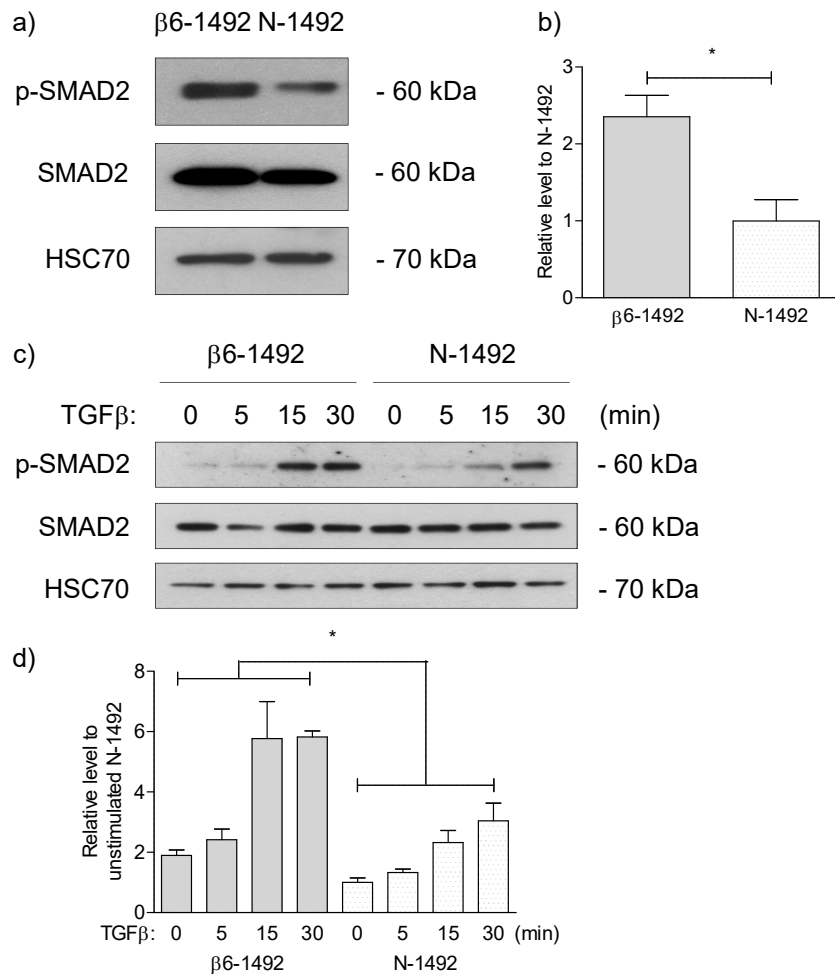 a)
β6-1492 N-1492
p-SMAD2 - 60 kDa
SMAD2 - 60 kDa
HSC70 - 70 kDa
b)
*
3
2
1
0
Relative level to N-1492
β6-1492 N-1492
c)
β6-1492 N-1492
TGFβ: 0 5 15 30 0 5 15 30 (min)
p-SMAD2 - 60 kDa
SMAD2 - 60 kDa
HSC70 - 70 kDa
d)
*
8
6
4
2
0
Relative level to
unstimulated N-1492
TGFβ: 0 5 15 30 0 5 15 30 (min)
β6-1492 N-1492